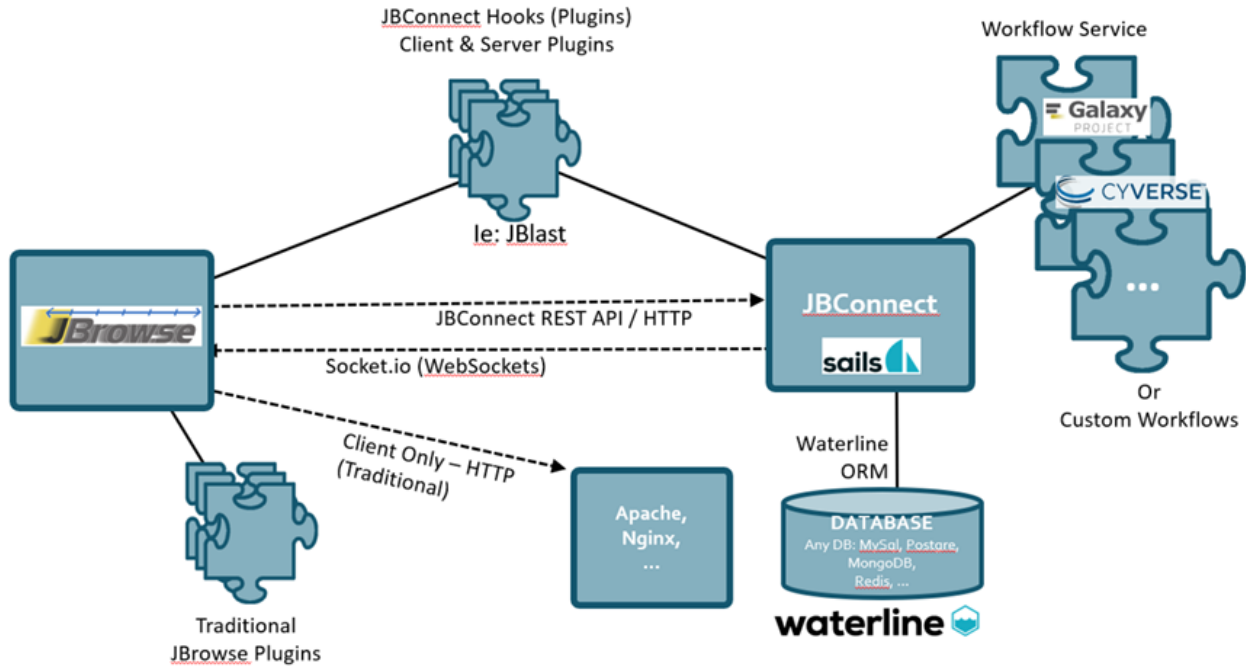 JBConnect Hooks (Plugins)
Client & Server Plugins
Workflow Service
Galaxy
PROJECT
CYVERSE
...
Or
Custom Workflows
Ie: JBlast
JBrowse
JBConnect REST API / HTTP
Socket.io (WebSockets)
JBConnect
sails
Client Only – HTTP
(Traditional)
Apache,
Nginx,
...
Waterline
ORM
DATABASE
Any DB: MySql, Postgre,
MongoDB,
Redis, ...
waterline
Traditional
JBrowse Plugins